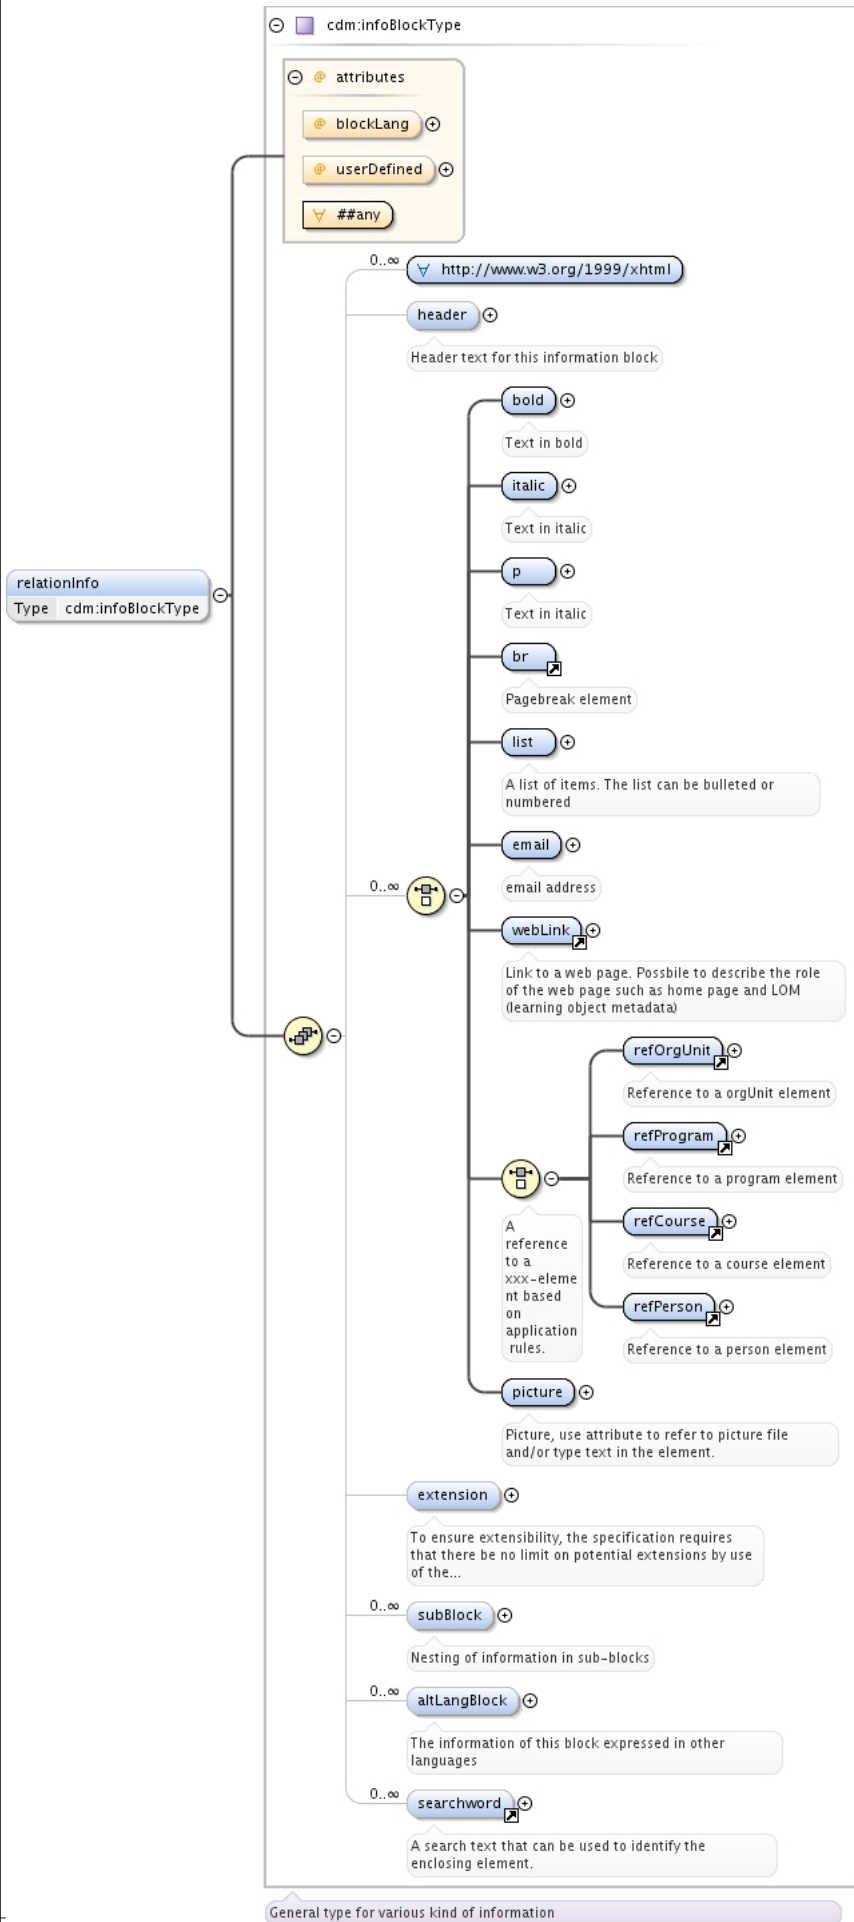 cdm:infoBlockType
attributes
blockLang
userDefined
##any
0..∞
http://www.w3.org/1999/xhtml
header
Header text for this information block
bold
Text in bold
italic
Text in italic
relationInfo
Type cdm:infoBlockType
p
Text in italic
br
Pagebreak element
list
A list of items. The list can be bulleted or
numbered
email
0..∞
email address
webLink
Link to a web page. Possbile to describe the role
of the web page such as home page and LOM
(learning object metadata)
refOrgUnit
Reference to a orgUnit element
refProgram
Reference to a program element
A
reference
to a
xxx-eleme
nt based
on
application
rules.
refCourse
Reference to a course element
refPerson
Reference to a person element
picture
Picture, use attribute to refer to picture file
and/or type text in the element.
extension
To ensure extensibility, the specification requires
that there be no limit on potential extensions by use
of the...
0..∞
subBlock
Nesting of information in sub-blocks
0..∞
altLangBlock
The information of this block expressed in other
languages
0..∞
searchword
A search text that can be used to identify the
enclosing element.
General type for various kind of information